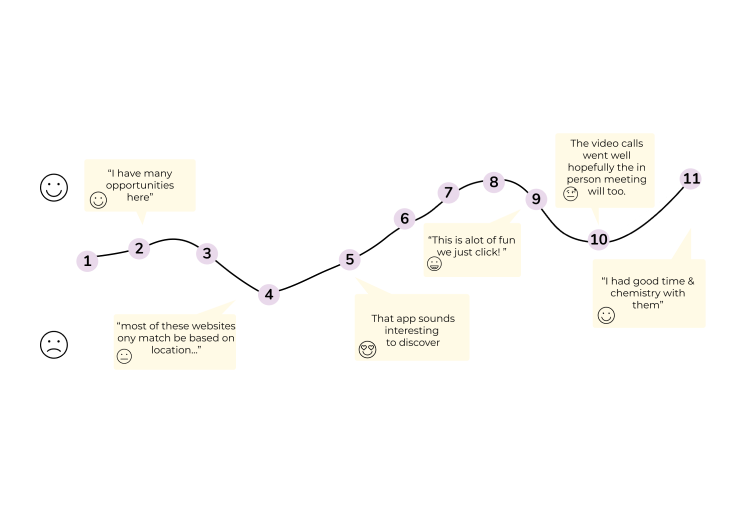 The video calls
went well
hopefully the in
person meeting
will too.
“I have many
opportunities
here”
1
2
3
4
5
6
7
8
9
10
11
“This is alot of fun
we just click! ”
“I had good time &
chemistry with
them”
That app sounds
interesting
to discover
“most of these websites
ony match be based on
location...”